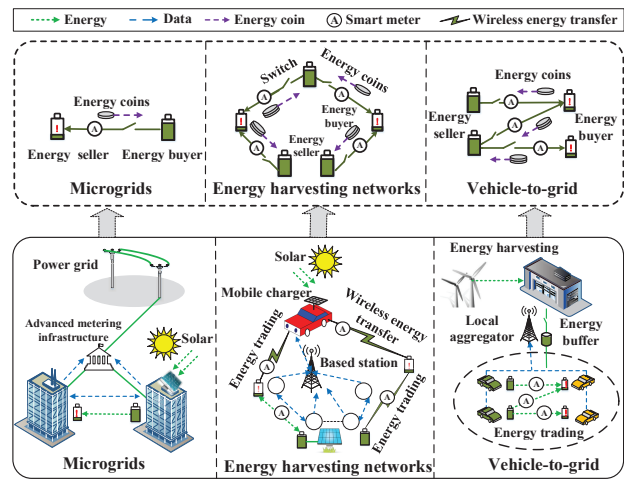 Energy Data Energy coin A Smart meter Wireless energy transfer
Energy coins
!
A
Energy seller Energy buyer
Microgrids
Switch
Energy coins
A A
Energy
buyer
! !
Energy
seller
A A
Energy harvesting networks
Energy coins
A !
Energy
seller
A
Energy
buyer
A !
Vehicle-to-grid
Power grid
Advanced metering
infrastructure
Solar
!
A
Microgrids
Solar
Mobile charger
Wireless energy
transfer
A
Energy trading
A
Based station
!
!
A
A
Energy trading
A
Energy harvesting networks
Energy harvesting
Local
aggregator
Energy
buffer
A !
A
A !
Energy trading
Vehicle-to-grid